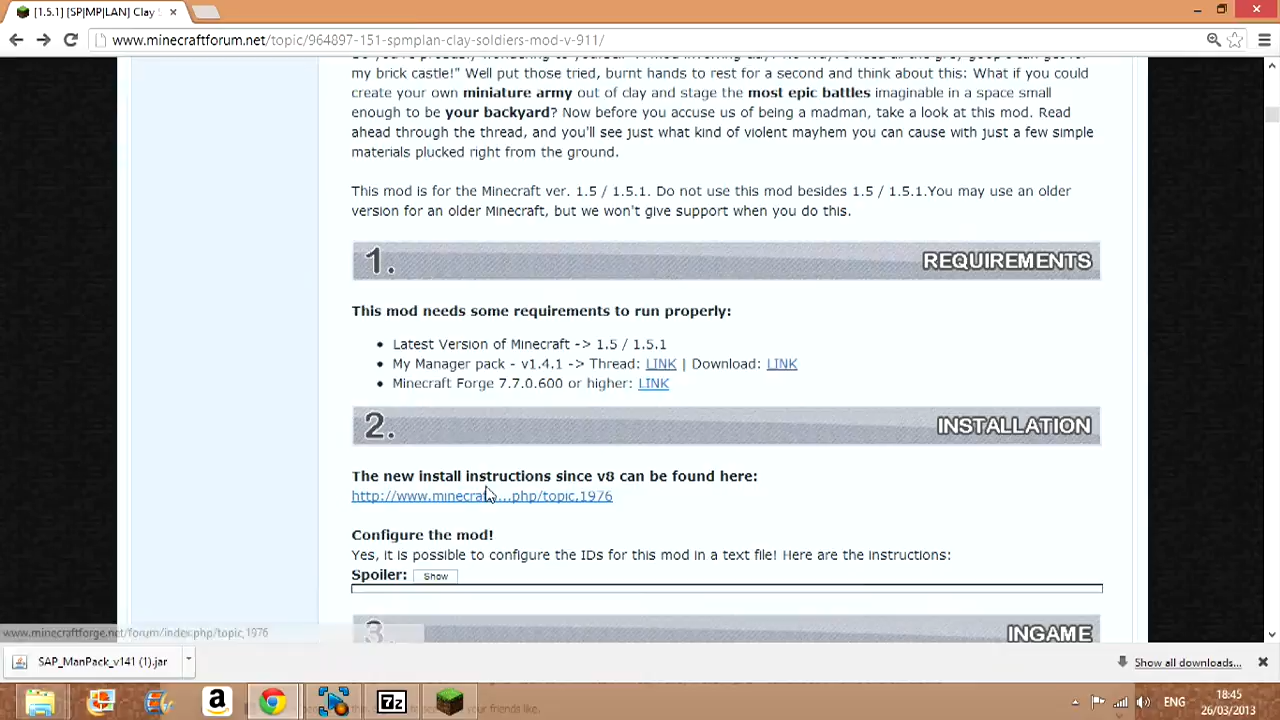 [1.5.1] [SP|MP|LAN] Clay
www.minecraftforum.net/topic/964897-151-spmplan-clay-soldiers-mod-v-911/
my brick castle!" Well put those tried, burnt hands to rest for a second and think about this: What if you could
create your own miniature army out of clay and stage the most epic battles imaginable in a space small
enough to be your backyard? Now before you accuse us of being a madman, take a look at this mod. Read
ahead through the thread, and you'll see just what kind of violent mayhem you can cause with just a few simple
materials plucked right from the ground.
This mod is for the Minecraft ver. 1.5 / 1.5.1. Do not use this mod besides 1.5 / 1.5.1.You may use an older
version for an older Minecraft, but we won't give support when you do this.
1. REQUIREMENTS
This mod needs some requirements to run properly:
• Latest Version of Minecraft -> 1.5 / 1.5.1
• My Manager pack - v1.4.1 -> Thread: LINK | Download: LINK
• Minecraft Forge 7.7.0.600 or higher: LINK
2. INSTALLATION
The new install instructions since v8 can be found here:
http://www.minecraf...php/topic,1976
Configure the mod!
Yes, it is possible to configure the IDs for this mod in a text file! Here are the instructions:
Spoiler: Show
3. INGAME
www.minecraftforge.net/forum/index.php/topic,1976
SAP_ManPack_v141 (1).jar
Show all downloads...
ENG
18:45
26/03/2013
your friends like.